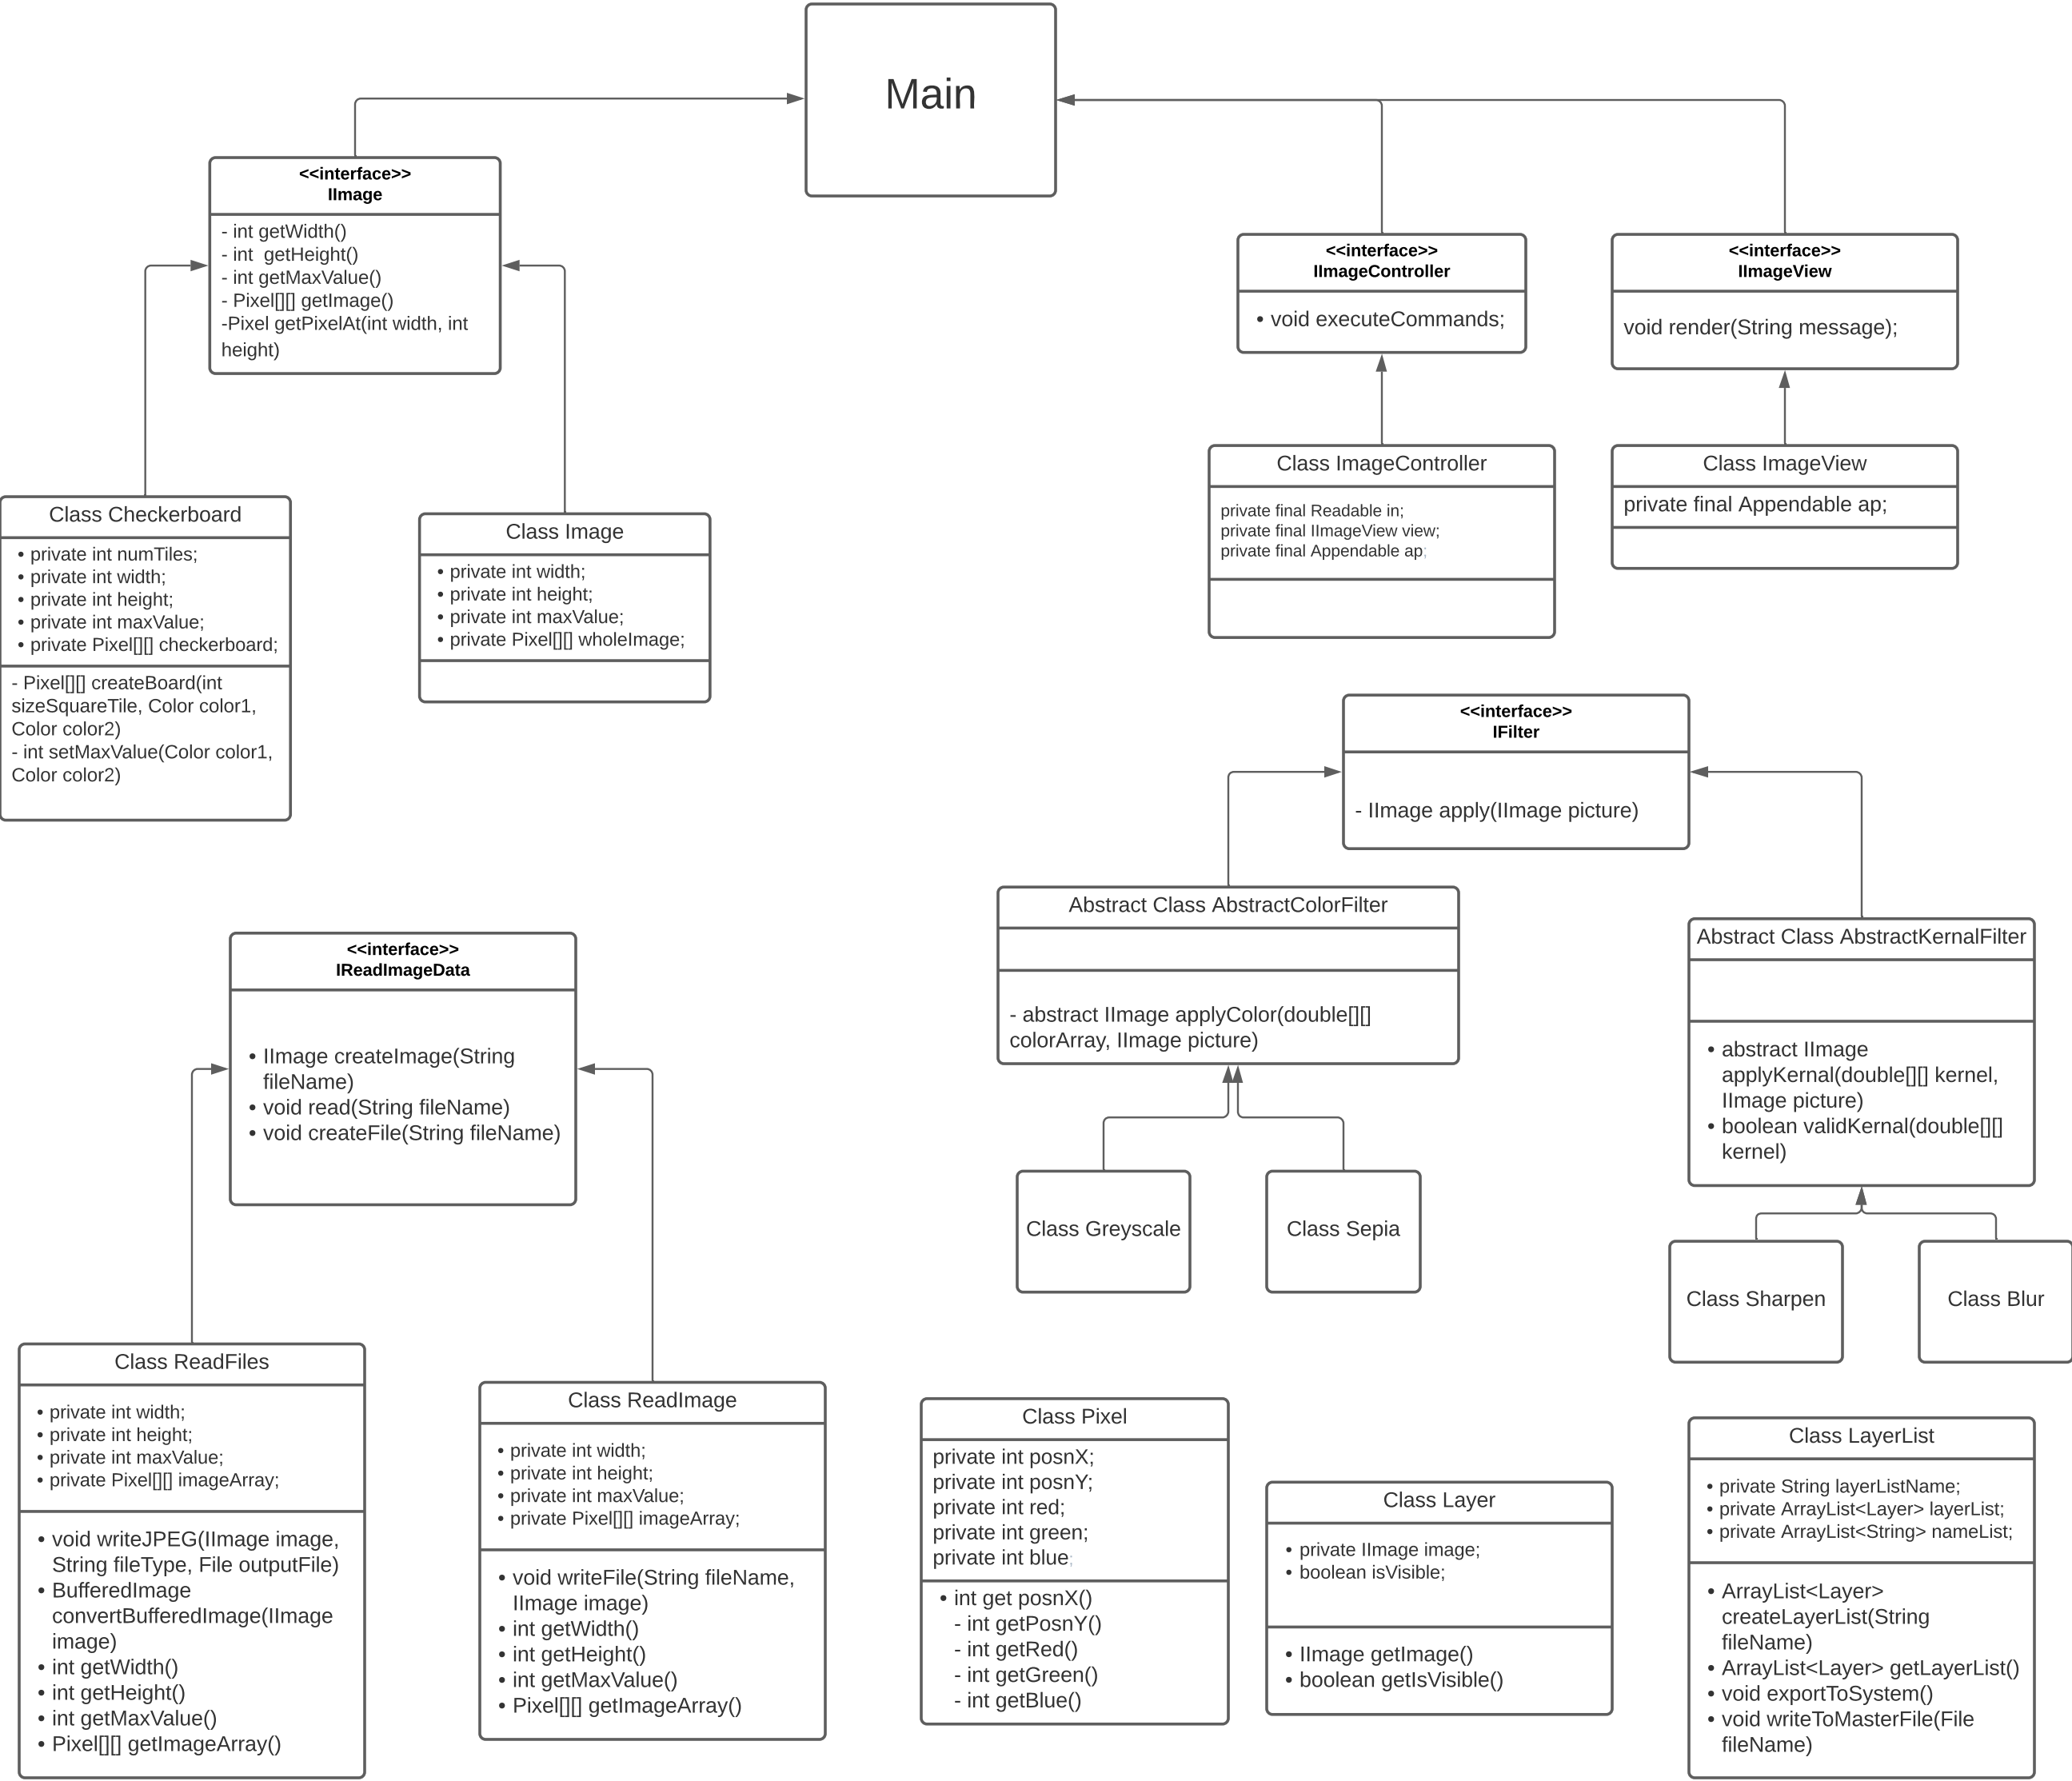 Main
<<interface>>
IImage
- int getWidth()
- int  getHeight()
- int getMaxValue()
- Pixel[][] getImage()
-Pixel getPixelAt(int width, int
height)
<<interface>>
IImageController
• void executeCommands;
<<interface>>
IImageView
void render(String message);
Class Checkerboard
• private int numTiles;
• private int width;
• private int height;
• private int maxValue;
• private Pixel[][] checkerboard;
- Pixel[][] createBoard(int
sizeSquareTile, Color color1,
Color color2)
- int setMaxValue(Color color1,
Color color2)
Class Image
• private int width;
• private int height;
• private int maxValue;
• private Pixel[][] wholeImage;
Class ImageController
private final Readable in;
private final IImageView view;
private final Appendable ap;
Class ImageView
private final Appendable ap;
<<interface>>
IFilter
- IImage apply(IImage picture)
Abstract Class AbstractColorFilter
- abstract IImage applyColor(double[][]
colorArray, IImage picture)
Abstract Class AbstractKernalFilter
• abstract IImage
applyKernal(double[][] kernel,
IImage picture)
• boolean validKernal(double[][]
kernel)
<<interface>>
IReadImageData
• IImage createImage(String
fileName)
• void read(String fileName)
• void createFile(String fileName)
Class Greyscale
Class Sepia
Class Sharpen
Class Blur
Class ReadFiles
• private int width;
• private int height;
• private int maxValue;
• private Pixel[][] imageArray;
• void writeJPEG(IImage image,
String fileType, File outputFile)
• BufferedImage
convertBufferedImage(IImage
image)
• int getWidth()
• int getHeight()
• int getMaxValue()
• Pixel[][] getImageArray()
Class ReadImage
• private int width;
• private int height;
• private int maxValue;
• private Pixel[][] imageArray;
• void writeFile(String fileName,
IImage image)
• int getWidth()
• int getHeight()
• int getMaxValue()
• Pixel[][] getImageArray()
Class Pixel
private int posnX;
private int posnY;
private int red;
private int green;
private int blue;
• int get posnX()
- int getPosnY()
- int getRed()
- int getGreen()
- int getBlue()
Class Layer
• private IImage image;
• boolean isVisible;
• IImage getImage()
• boolean getIsVisible()
Class LayerList
• private String layerListName;
• private ArrayList<Layer> layerList;
• private ArrayList<String> nameList;
• ArrayList<Layer>
createLayerList(String
fileName)
• ArrayList<Layer> getLayerList()
• void exportToSystem()
• void writeToMasterFile(File
fileName)